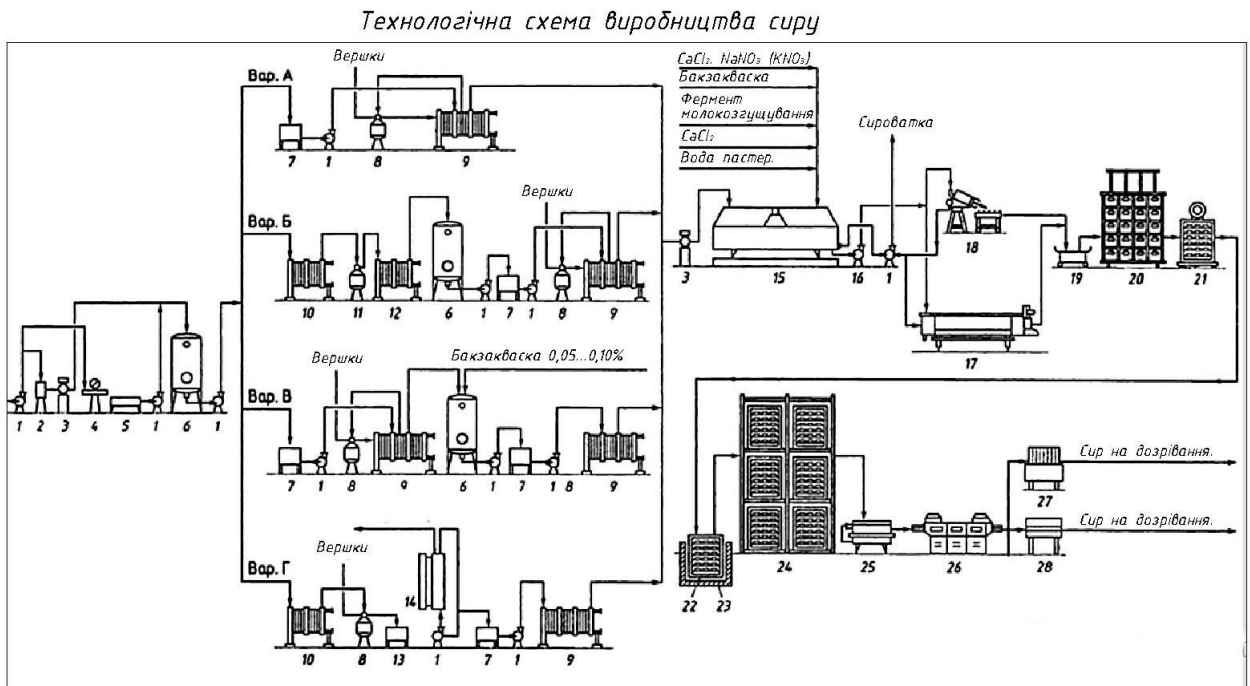 Технологічна схема виробництва сиру
Вар. А
Вершки
7 1 8 9
Вар. Б
Вершки
10 11 12 6 1 7 1 8 9
1 2 3 4 5 1 6 1
Вар. В
Вершки
Бакзакваска 0,05...0,10%
7 1 8 9 6 1 7 1 8 9
Вар. Г
Вершки
14
10 8 13 1 7 1 9
CaCl₂. NaNO₃ (KNO₃)
Бакзакваска
Фермент
молокозгущування
CaCl₂
Вода пастер.
Сироватка
3 15 16 1 18 19 20 21
17
22 23 24 25 26 27 28
Сир на дозрівання.
Сир на дозрівання.